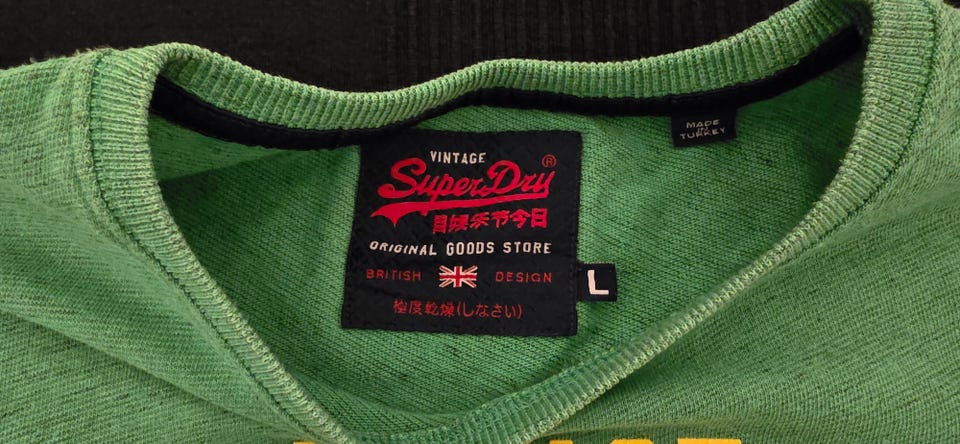 VINTAGE
SuperDry®
目娱乐节今日
ORIGINAL GOODS STORE
BRITISH DESIGN
極度乾燥(しなさい)
L
MADE
IN
TURKEY